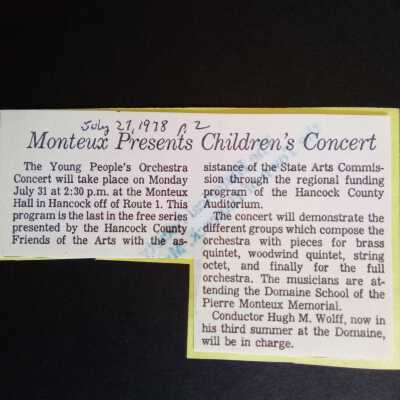 July 27, 1978 p. 2
Monteux Presents Children's Concert
The Young People's Orchestra
Concert will take place on Monday
July 31 at 2:30 p.m. at the Monteux
Hall in Hancock off of Route 1. This
program is the last in the free series
presented by the Hancock County
Friends of the Arts with the as-
sistance of the State Arts Commis-
sion through the regional funding
program of the Hancock County
Auditorium.
The concert will demonstrate the
different groups which compose the
orchestra with pieces for brass
quintet, woodwind quintet, string
octet, and finally for the full
orchestra. The musicians are at-
tending the Domaine School of the
Pierre Monteux Memorial.
Conductor Hugh M. Wolff, now in
his third summer at the Domaine,
will be in charge.